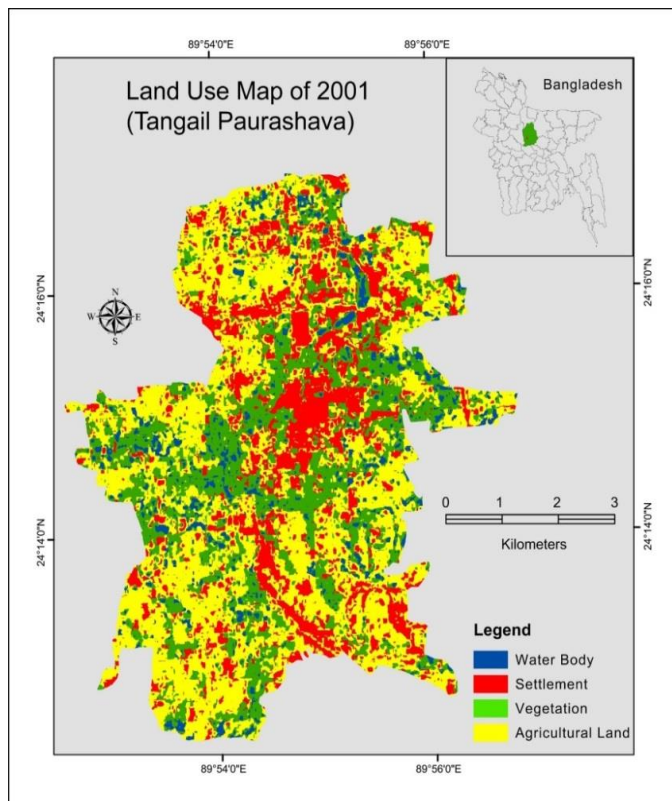 89°54'0"E 89°56'0"E
Land Use Map of 2001
(Tangail Paurashava)
Bangladesh
24°16'0"N
24°16'0"N
N
W E
S
0 1 2 3
Kilometers
24°14'0"N
24°14'0"N
Legend
Water Body
Settlement
Vegetation
Agricultural Land
89°54'0"E 89°56'0"E